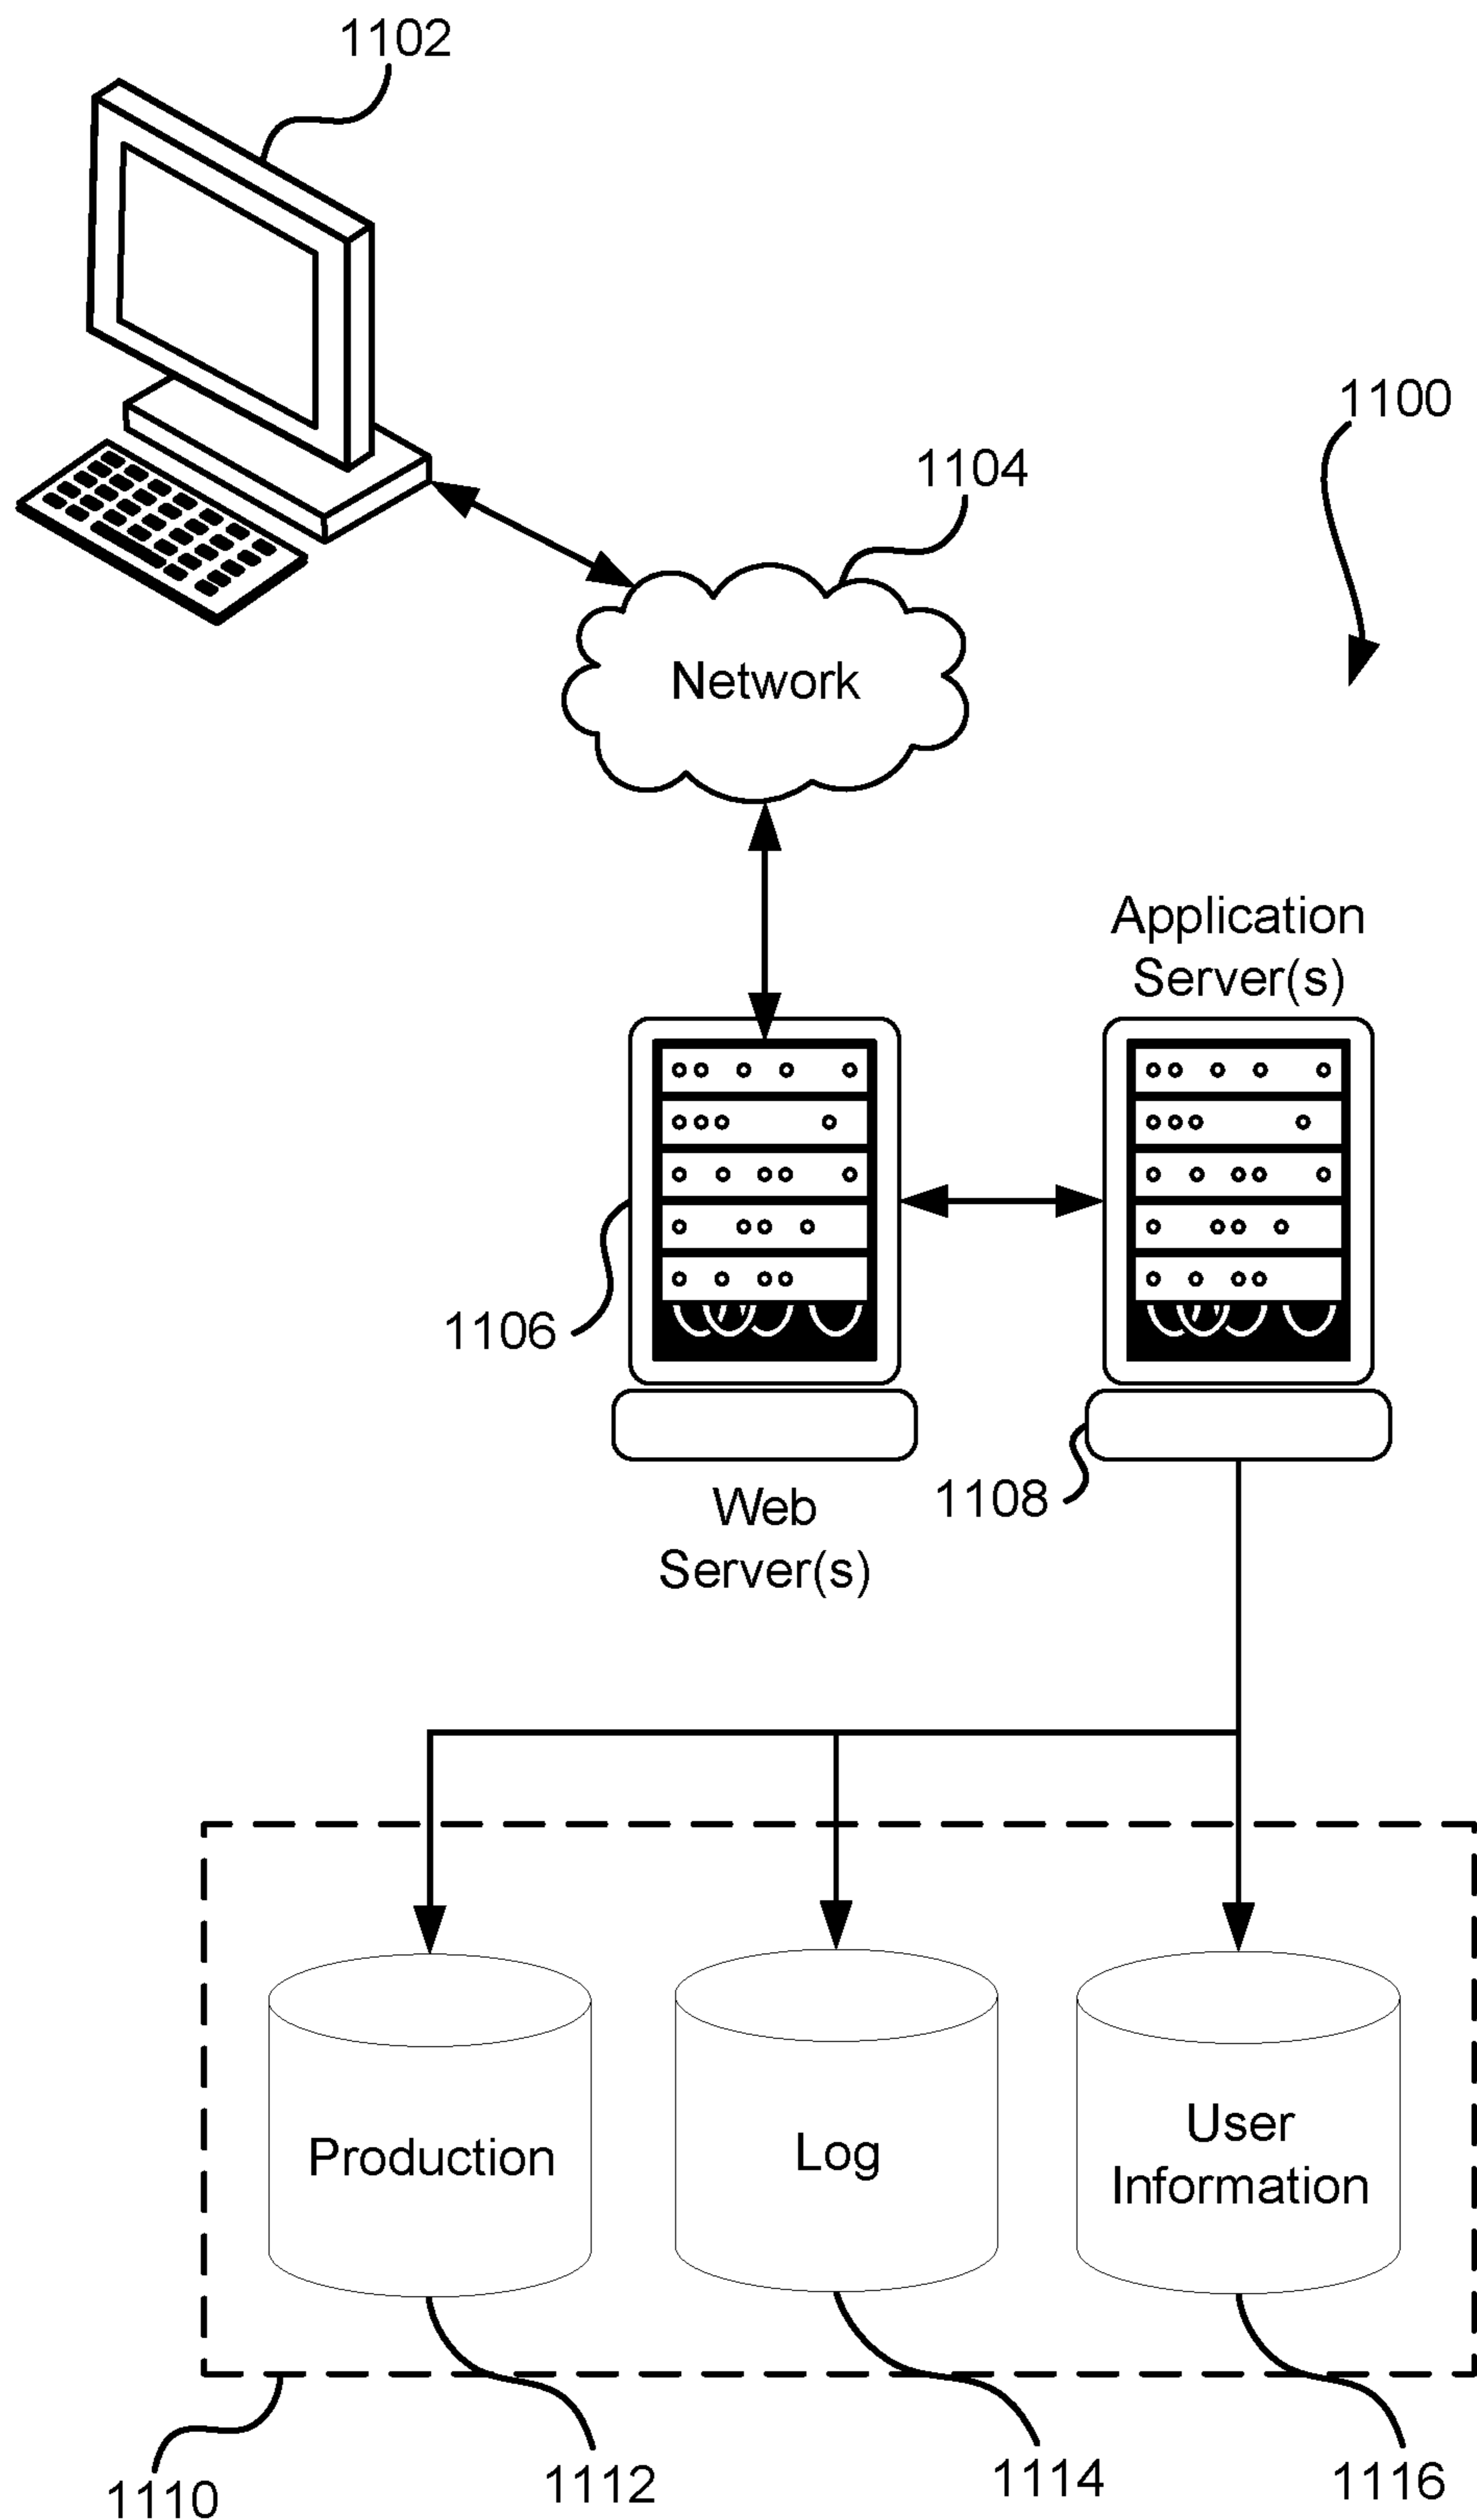 1102
1100
1104
Network
Application
Server(s)
1106
1108
Web
Server(s)
Production
Log
User
Information
1110
1112
1114
1116